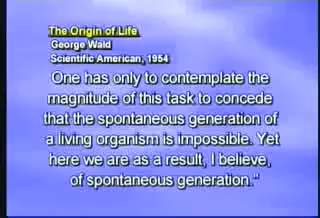 The Origin of Life
George Wald
Scientific American, 1954
One has only to contemplate the
magnitude of this task to concede
that the spontaneous generation of
a living organism is impossible. Yet
here we are as a result, I believe,
of spontaneous generation."